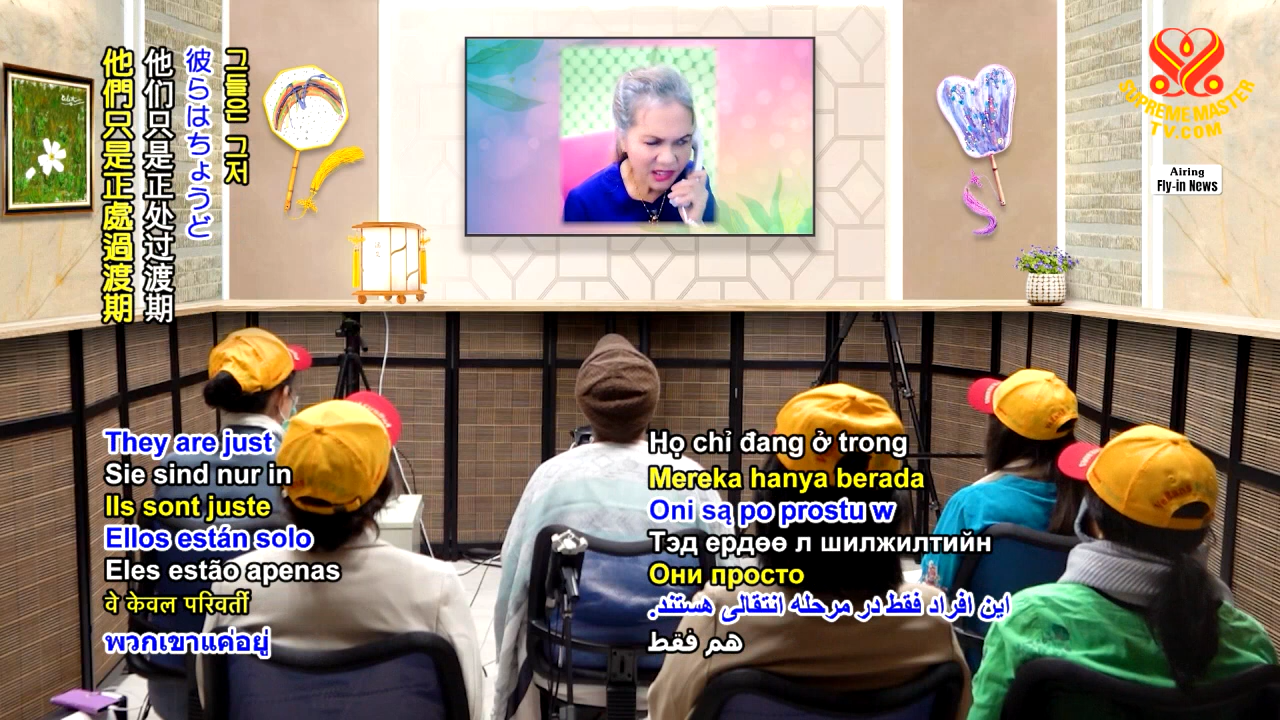 그들은 그저
彼らはちょうど
他们只是正处过渡期
他們只是正處過渡期
SUPREME MASTER
TV.COM
Airing
Fly-in News
They are just
Sie sind nur in
Ils sont juste
Ellos están solo
Eles estão apenas
वे केवल परिवर्ती
พวกเขาแค่อยู่
Họ chỉ đang ở trong
Mereka hanya berada
Oni są po prostu w
Тэд ердөө л шилжилтийн
Они просто
این افراد فقط در مرحله انتقالی هستند.
هم فقط